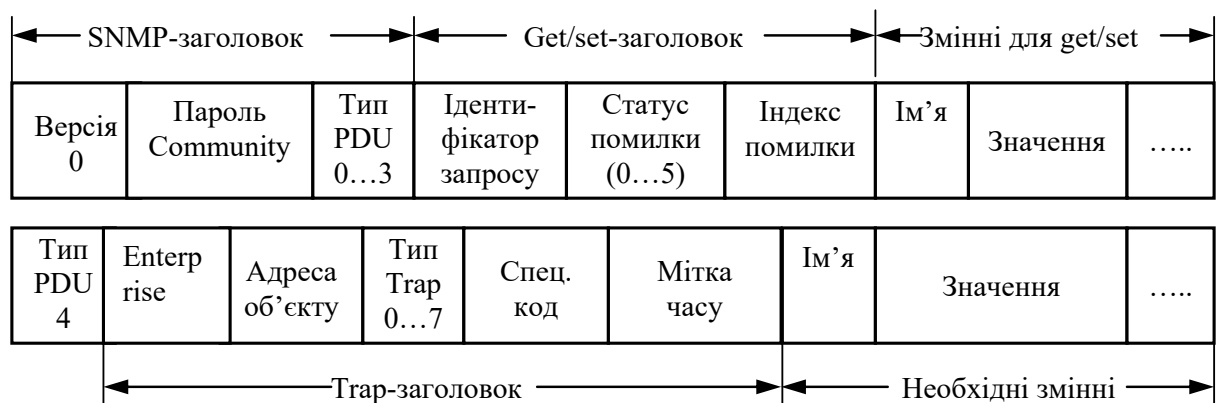 SNMP-заголовок
Get/set-заголовок
Змінні для get/set
Версія
0
Пароль
Community
Тип
PDU
0…3
Іденти-
фікатор
запросу
Статус
помилки
(0…5)
Індекс
помилки
Ім’я
Значення
…..
Тип
PDU
4
Enterp
rise
Адреса
об’єкту
Тип
Trap
0…7
Спец.
код
Мітка
часу
Ім’я
Значення
…..
Trap-заголовок
Необхідні змінні